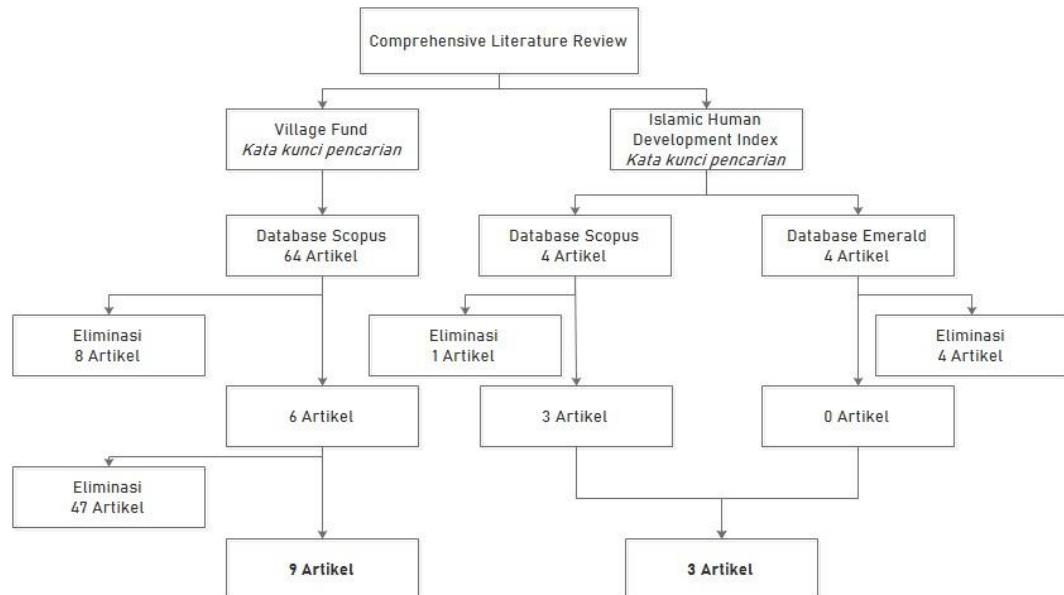 Comprehensive Literature Review
Village Fund
Kata kunci pencarian
Islamic Human
Development Index
Kata kunci pencarian
Database Scopus
64 Artikel
Database Scopus
4 Artikel
Database Emerald
4 Artikel
Eliminasi
8 Artikel
Eliminasi
1 Artikel
Eliminasi
4 Artikel
6 Artikel
3 Artikel
0 Artikel
Eliminasi
47 Artikel
9 Artikel
3 Artikel